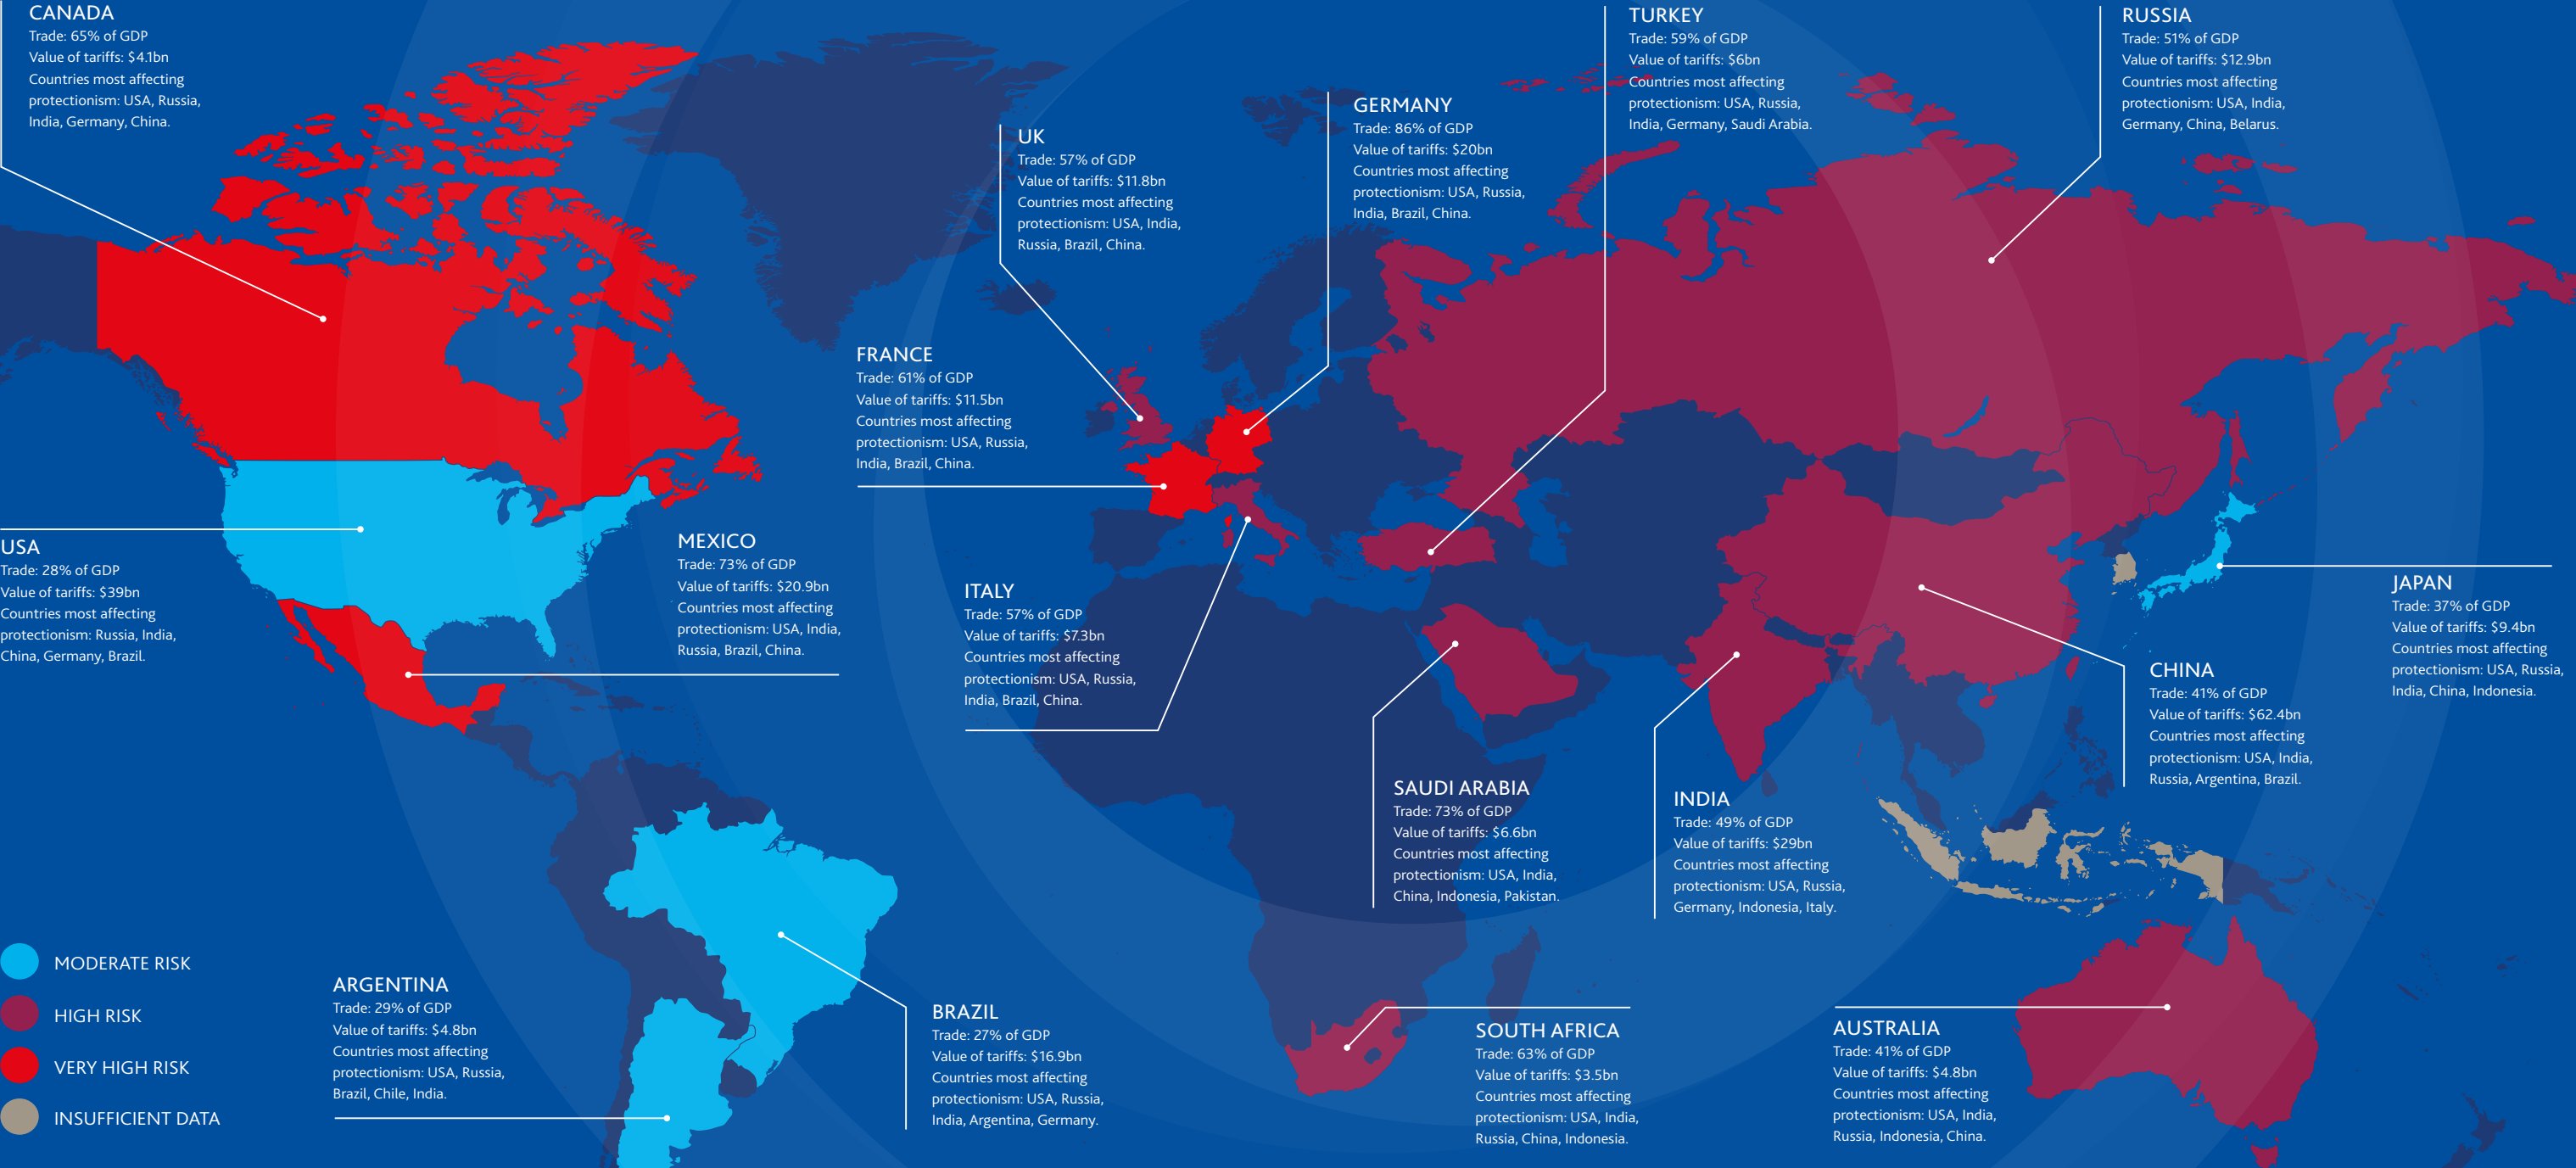 CANADA
Trade: 65% of GDP
Value of tariffs: $4.1bn
Countries most affecting
protectionism: USA, Russia,
India, Germany, China.
UK
Trade: 57% of GDP
Value of tariffs: $11.8bn
Countries most affecting
protectionism: USA, India,
Russia, Brazil, China.
GERMANY
Trade: 86% of GDP
Value of tariffs: $20bn
Countries most affecting
protectionism: USA, Russia,
India, Brazil, China.
TURKEY
Trade: 59% of GDP
Value of tariffs: $6bn
Countries most affecting
protectionism: USA, Russia,
India, Germany, Saudi Arabia.
RUSSIA
Trade: 51% of GDP
Value of tariffs: $12.9bn
Countries most affecting
protectionism: USA, India,
Germany, China, Belarus.
FRANCE
Trade: 61% of GDP
Value of tariffs: $11.5bn
Countries most affecting
protectionism: USA, Russia,
India, Brazil, China.
USA
Trade: 28% of GDP
Value of tariffs: $39bn
Countries most affecting
protectionism: Russia, India,
China, Germany, Brazil.
MEXICO
Trade: 73% of GDP
Value of tariffs: $20.9bn
Countries most affecting
protectionism: USA, India,
Russia, Brazil, China.
ITALY
Trade: 57% of GDP
Value of tariffs: $7.3bn
Countries most affecting
protectionism: USA, Russia,
India, Brazil, China.
JAPAN
Trade: 37% of GDP
Value of tariffs: $9.4bn
Countries most affecting
protectionism: USA, Russia,
India, China, Indonesia.
CHINA
Trade: 41% of GDP
Value of tariffs: $62.4bn
Countries most affecting
protectionism: USA, India,
Russia, Argentina, Brazil.
SAUDI ARABIA
Trade: 73% of GDP
Value of tariffs: $6.6bn
Countries most affecting
protectionism: USA, India,
China, Indonesia, Pakistan.
INDIA
Trade: 49% of GDP
Value of tariffs: $29bn
Countries most affecting
protectionism: USA, Russia,
Germany, Indonesia, Italy.
MODERATE RISK
HIGH RISK
VERY HIGH RISK
INSUFFICIENT DATA
ARGENTINA
Trade: 29% of GDP
Value of tariffs: $4.8bn
Countries most affecting
protectionism: USA, Russia,
Brazil, Chile, India.
BRAZIL
Trade: 27% of GDP
Value of tariffs: $16.9bn
Countries most affecting
protectionism: USA, Russia,
India, Argentina, Germany.
SOUTH AFRICA
Trade: 63% of GDP
Value of tariffs: $3.5bn
Countries most affecting
protectionism: USA, India,
Russia, China, Indonesia.
AUSTRALIA
Trade: 41% of GDP
Value of tariffs: $4.8bn
Countries most affecting
protectionism: USA, India,
Russia, Indonesia, China.